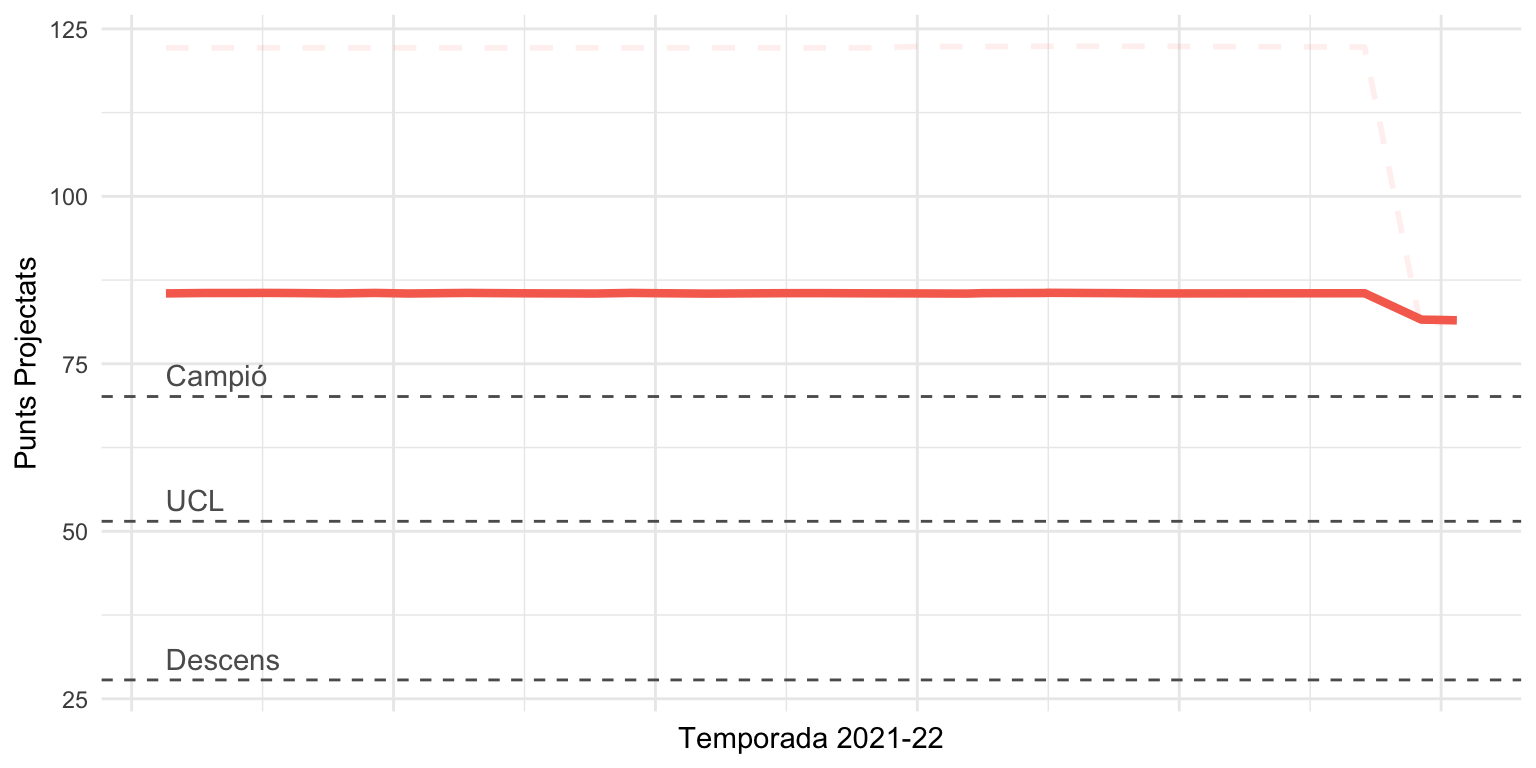 125
100
75
50
25
Punts Projectats
Campió
UCL
Descens
Temporada 2021-22